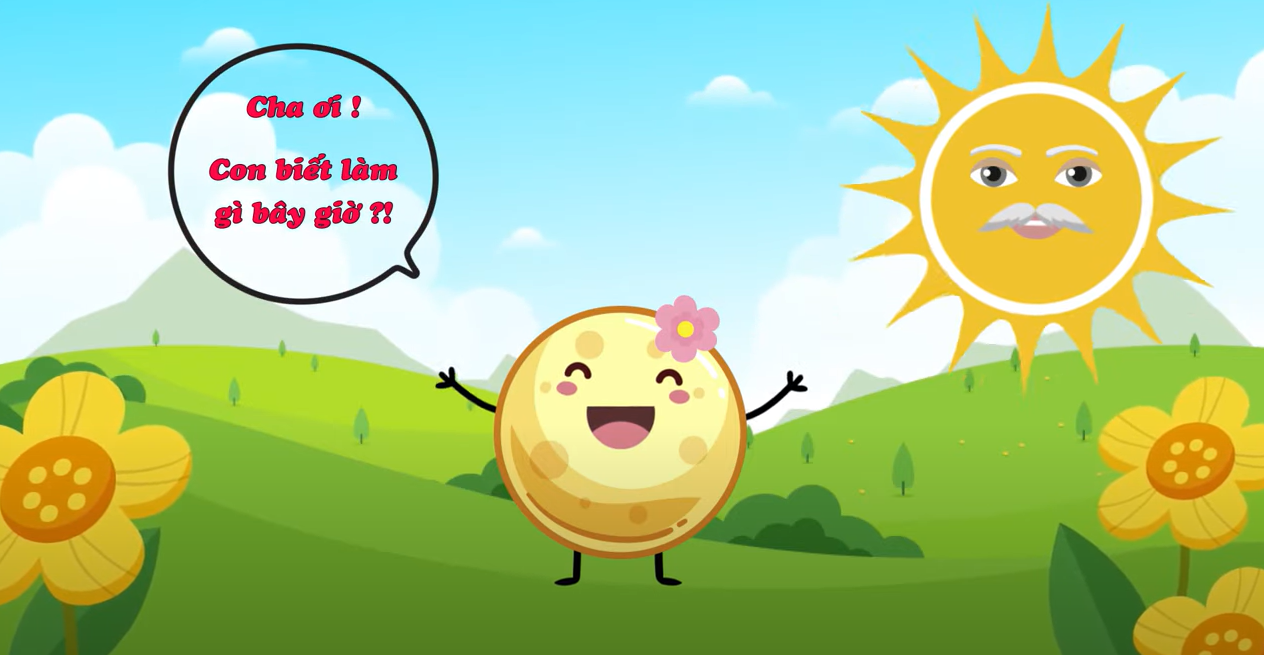 Cha ơi !
Con biết làm
gì bây giờ ?!